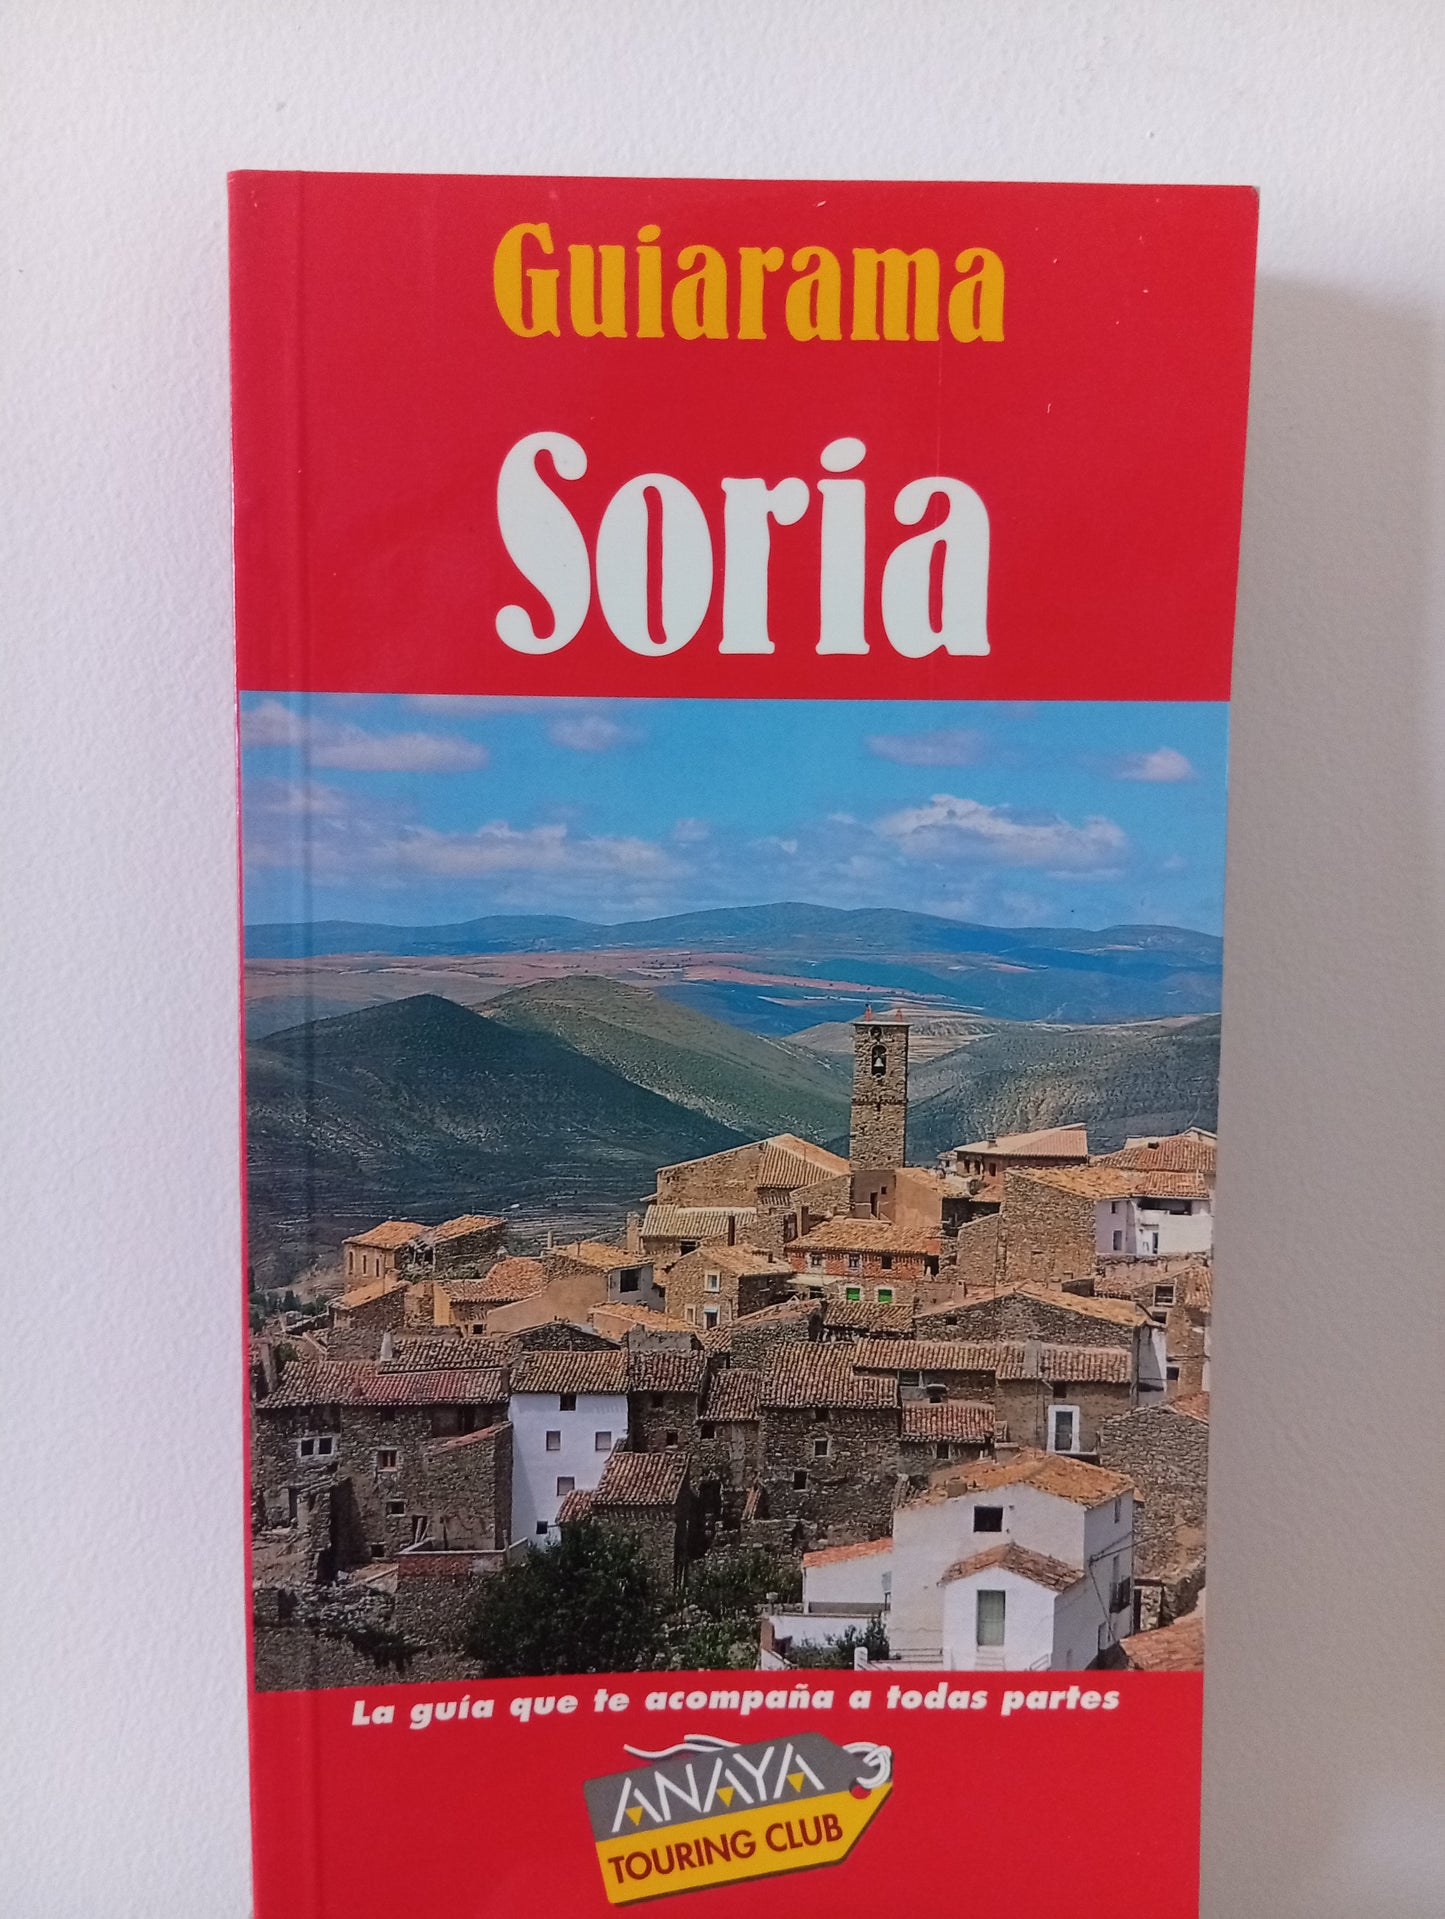 Guiarama
Soria
La guía que te acompaña a todas partes
ANAYA
TOURING CLUB